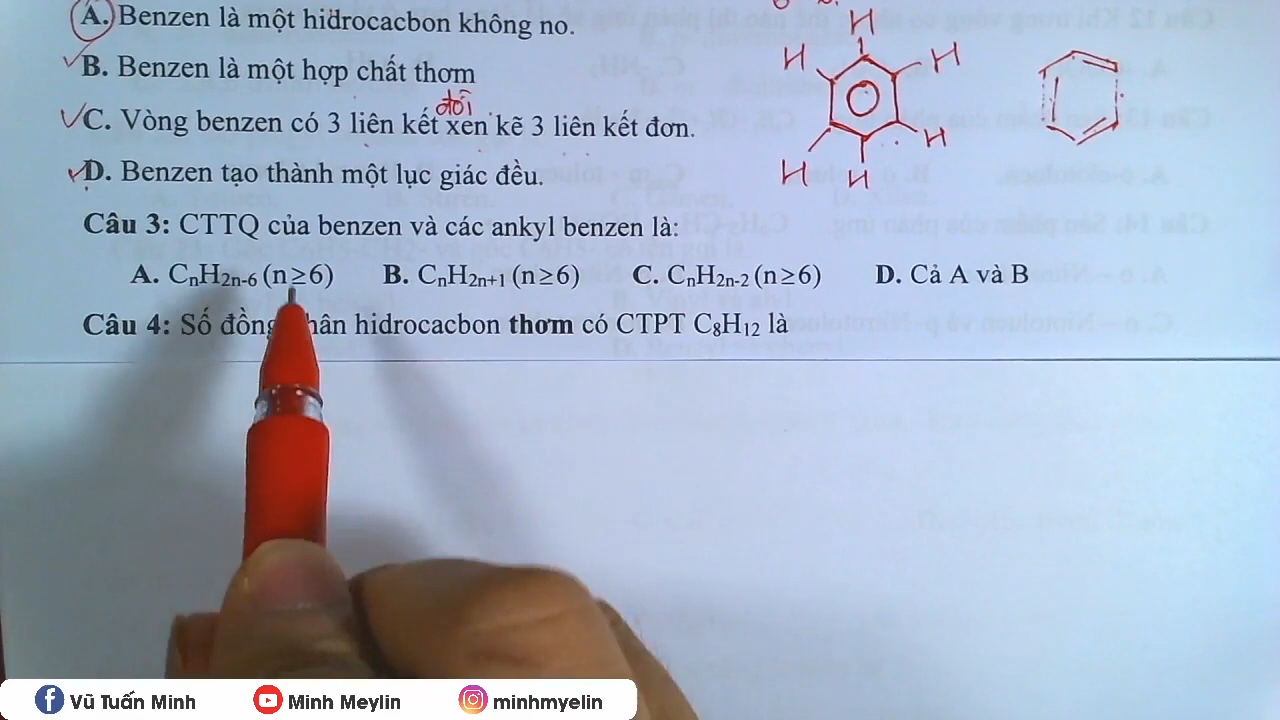 A. Benzen là một hiđrocacbon không no.
B. Benzen là một hợp chất thơm
đôi
C. Vòng benzen có 3 liên kết xen kẽ 3 liên kết đơn.
D. Benzen tạo thành một lục giác đều.
Câu 3: CTTQ của benzen và các ankyl benzen là:
A. CnH2n-6 (n≥6) B. CnH2n+1 (n≥6) C. CnH2n-2 (n≥6) D. Cả A và B
Câu 4: Số đồng hân hidrocacbon thơm có CTPT C8H12 là
H
H H
H
H H
Vũ Tuấn Minh Minh Meylin minhmyelin